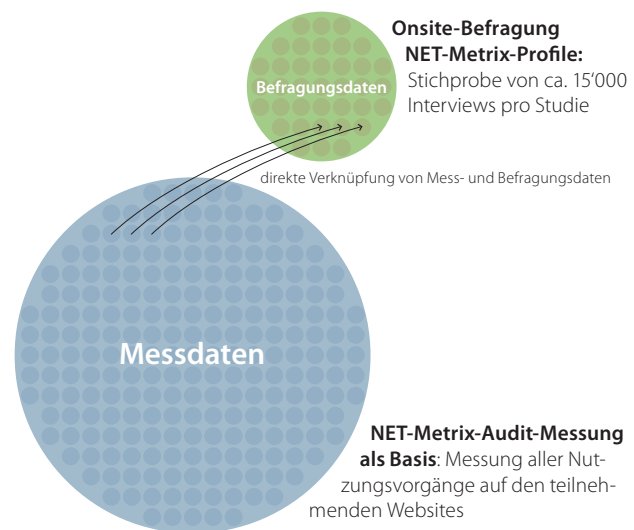 Onsite-Befragung
NET-Metrix-Profile:
Stichprobe von ca. 15‘000
Interviews pro Studie
Befragungsdaten
direkte Verknüpfung von Mess- und Befragungsdaten
Messdaten
NET-Metrix-Audit-Messung
als Basis: Messung aller Nut-
zungsvorgänge auf den teilneh-
menden Websites